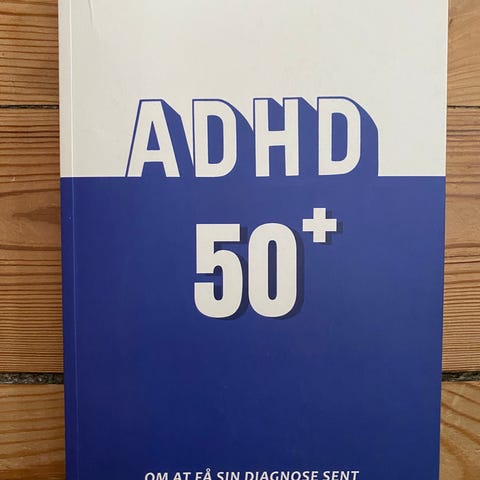 ADHD
50+
OM AT FÅ SIN DIAGNOSE SENT